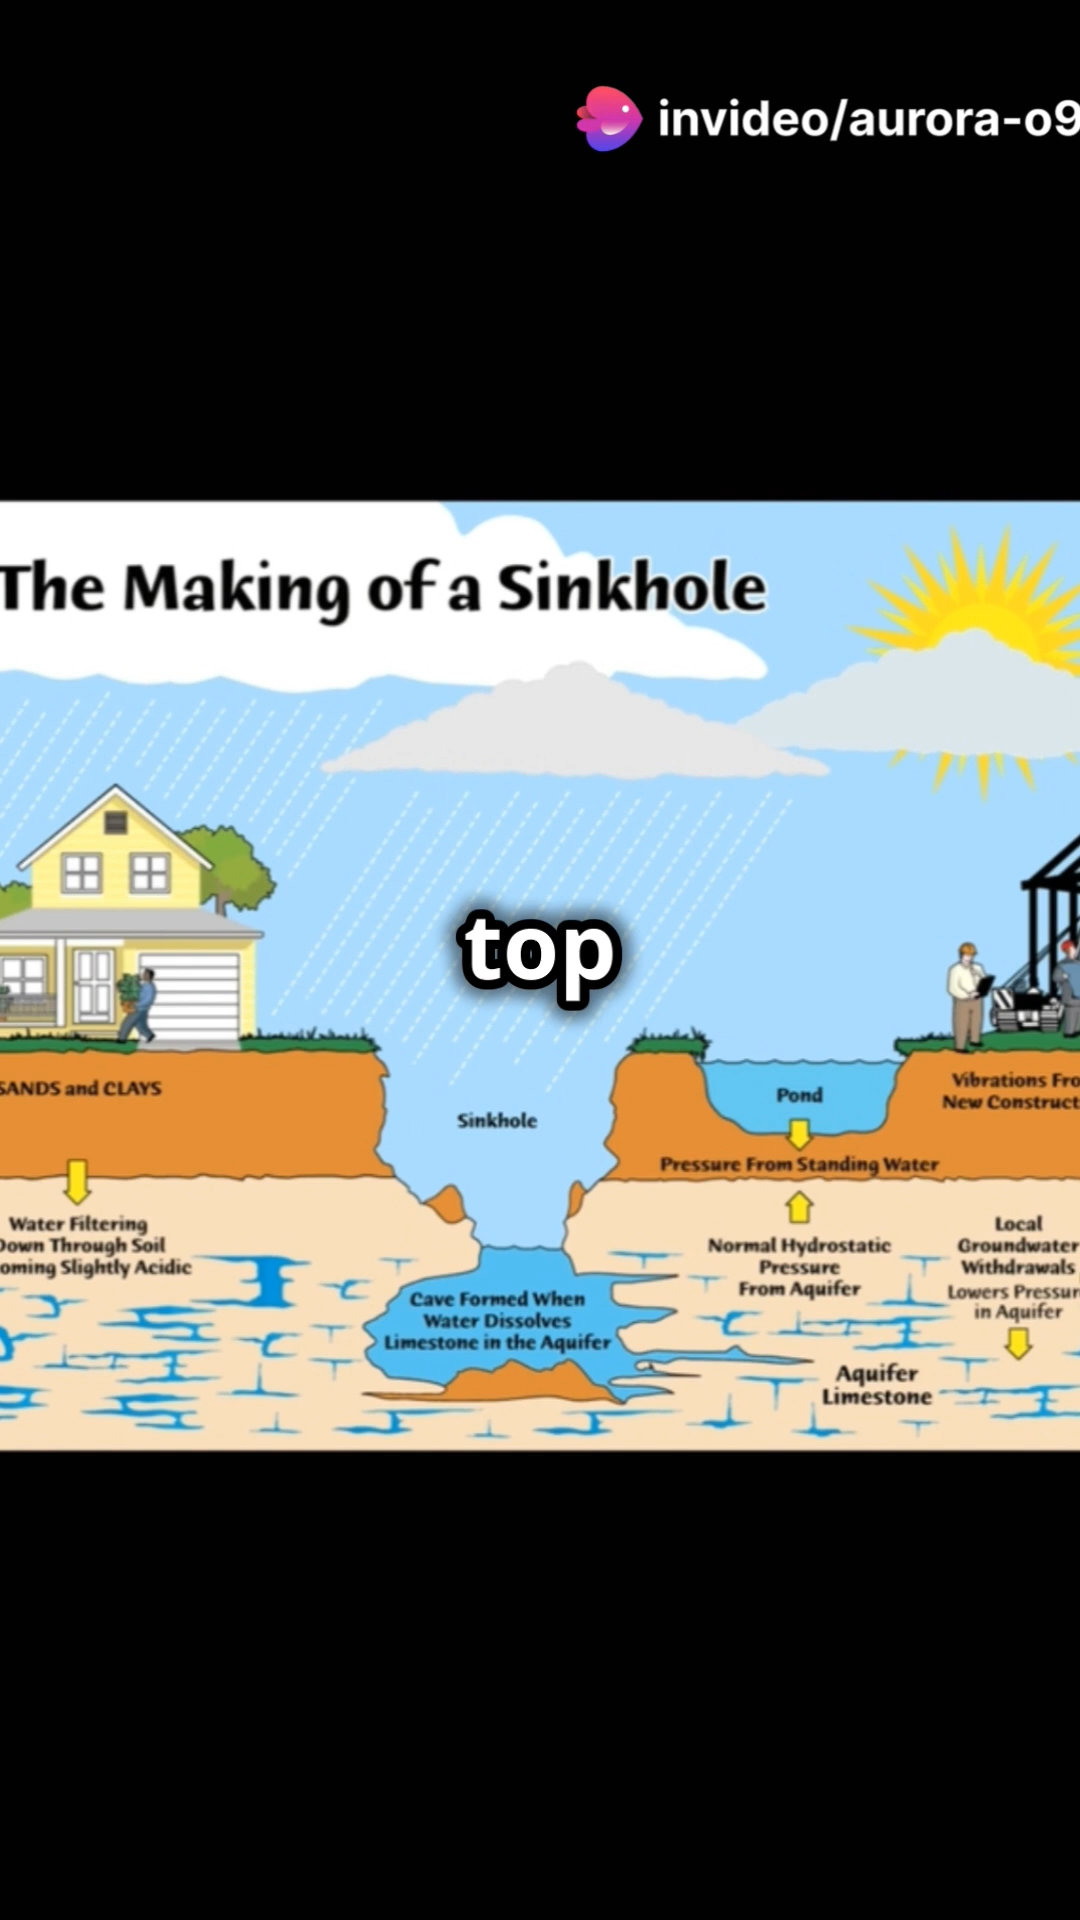 invideo/aurora-o9
The Making of a Sinkhole
top
SANDS and CLAYS
Sinkhole
Pond
Vibrations Fro
New Construct
Pressure From Standing Water
Water Filtering
Down Through Soil
oming Slightly Acidic
Normal Hydrostatic
Pressure
From Aquifer
Local
Groundwater
Withdrawals
Lowers Pressur
in Aquifer
Cave Formed When
Water Dissolves
Limestone in the Aquifer
Aquifer
Limestone